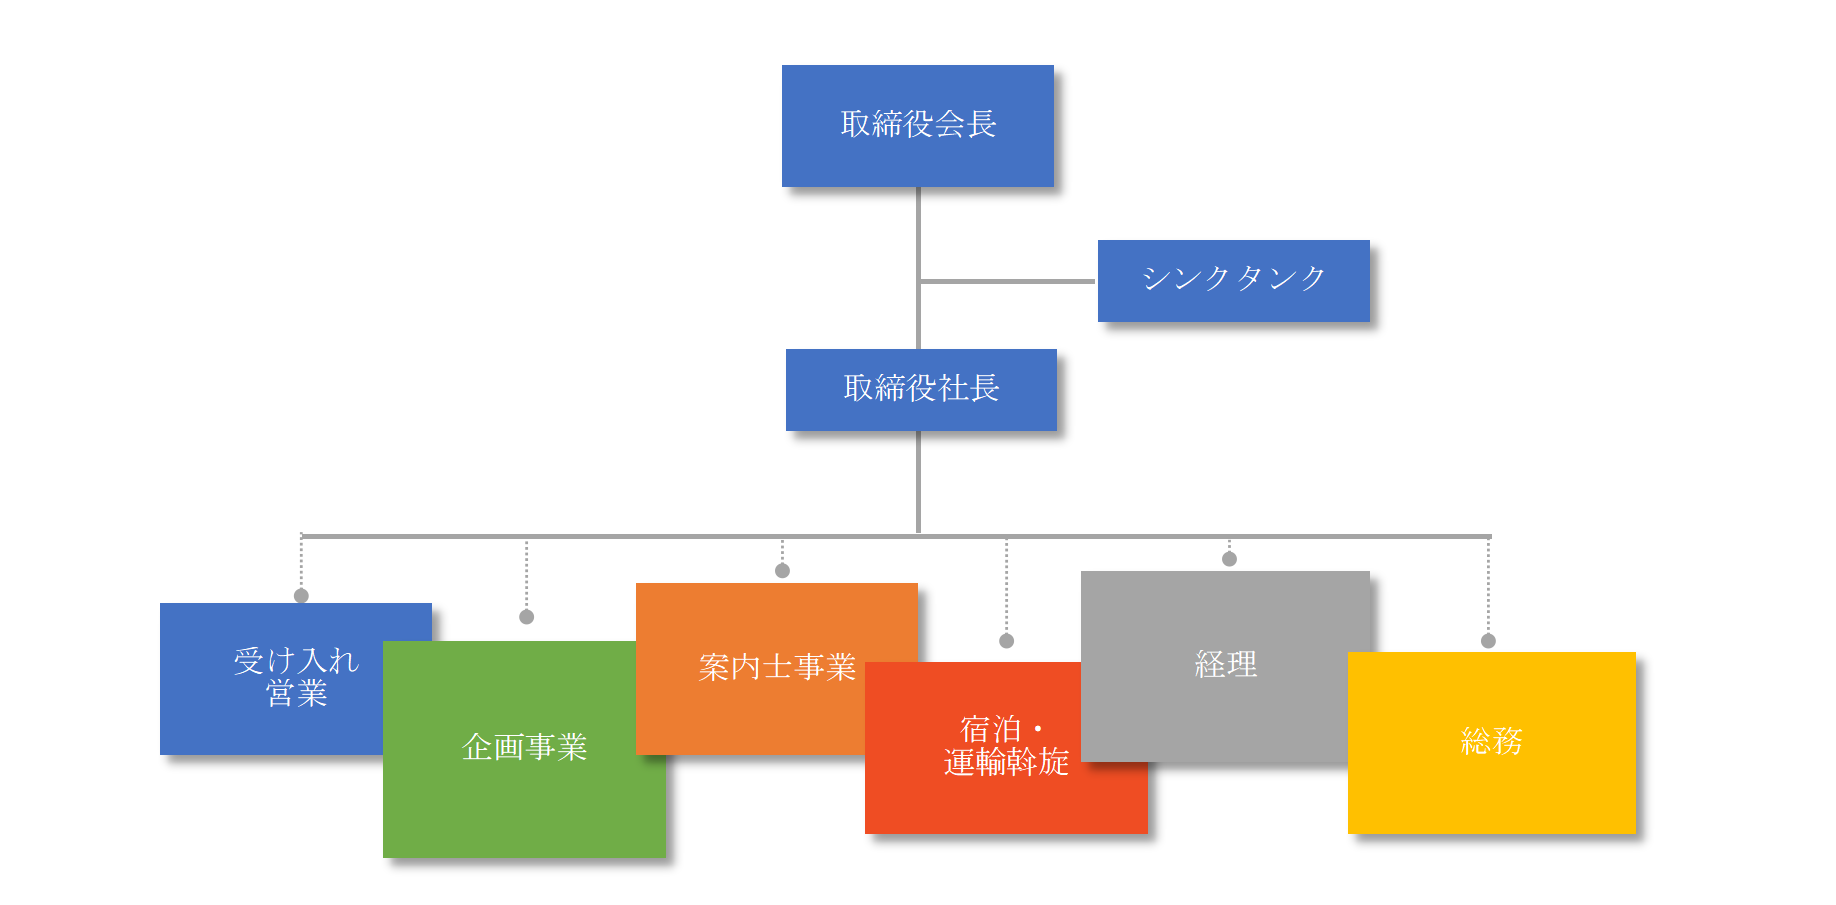 取締役会長
シンクタンク
取締役社長
受け入れ
営業
企画事業
案内士事業
宿泊・
運輸斡旋
経理
総務